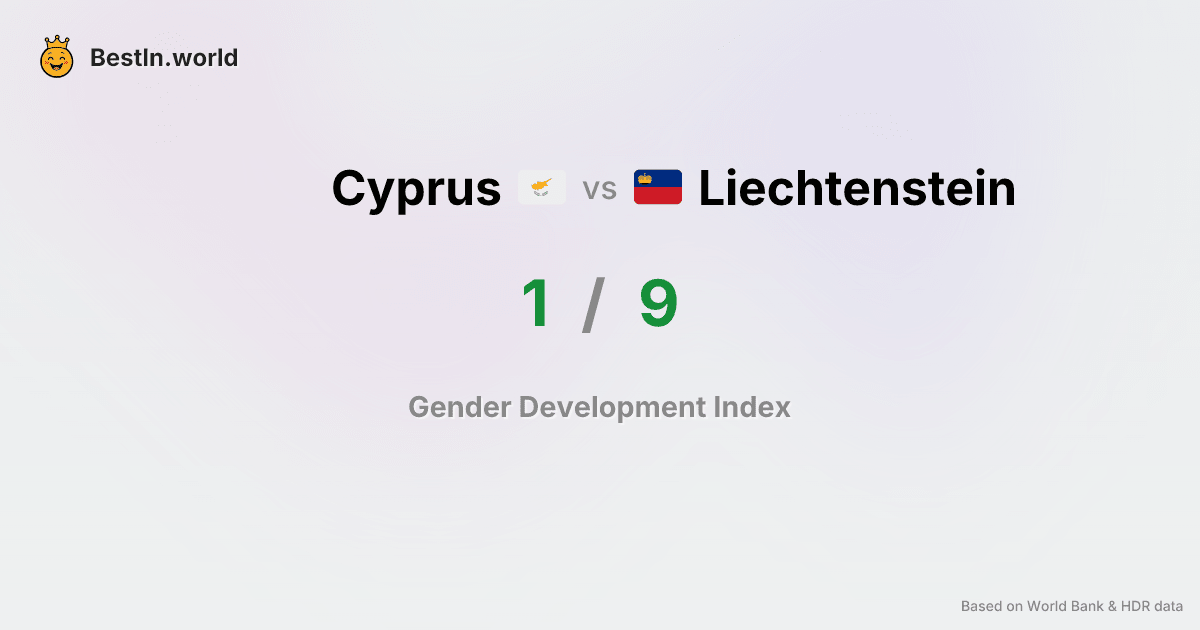 BestIn.world
Cyprus vs Liechtenstein
1 / 9
Gender Development Index
Based on World Bank & HDR data